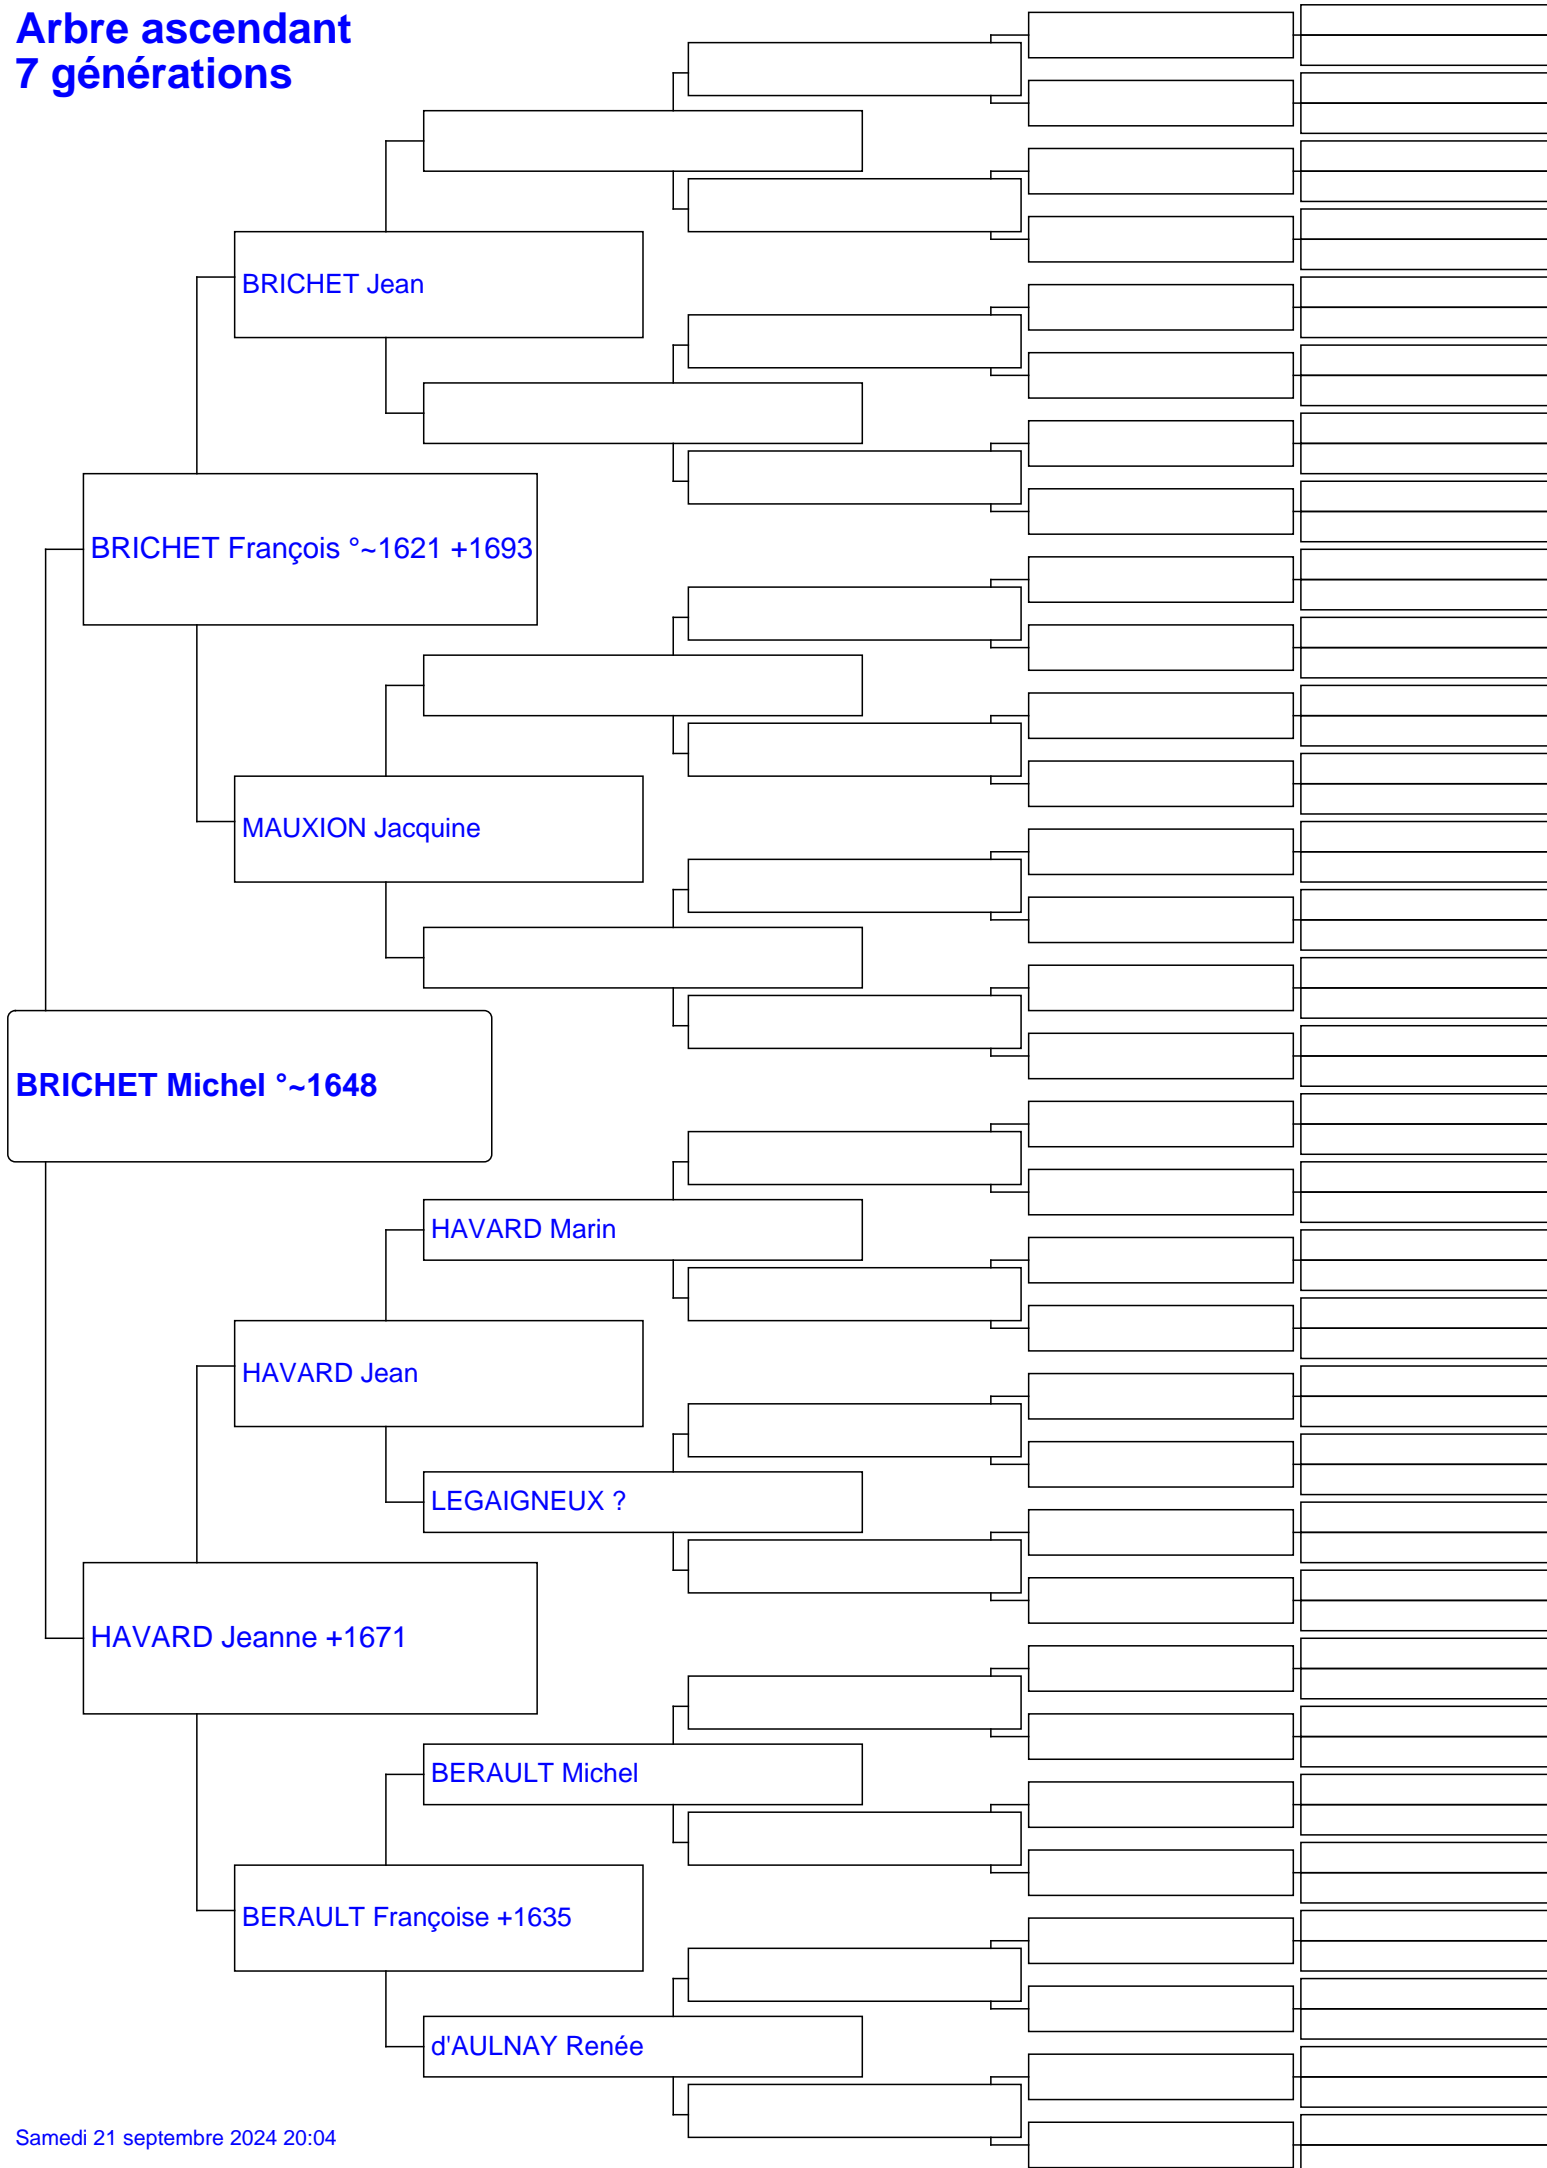 Arbre ascendant
7 générations
BRICHET Jean
BRICHET François °~1621 +1693
MAUXION Jacquine
BRICHET Michel °~1648
HAVARD Marin
HAVARD Jean
LEGAIGNEUX ?
HAVARD Jeanne +1671
BERAULT Michel
BERAULT Françoise +1635
d'AULNAY Renée
Samedi 21 septembre 2024 20:04